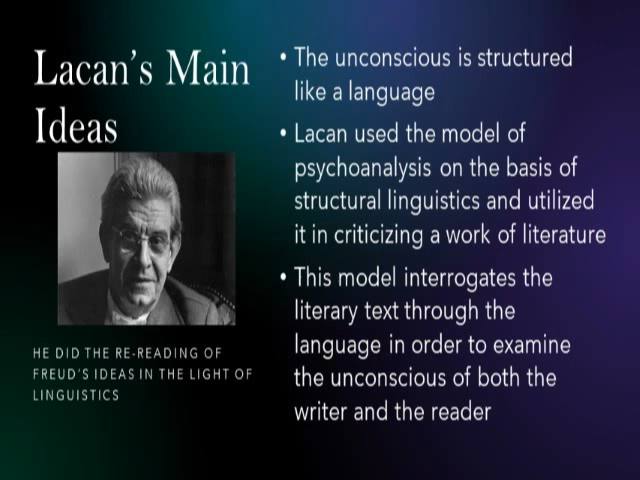 Lacan's Main
Ideas
HE DID THE RE-READING OF
FREUD'S IDEAS IN THE LIGHT OF
LINGUISTICS
• The unconscious is structured
like a language
• Lacan used the model of
psychoanalysis on the basis of
structural linguistics and utilized
it in criticizing a work of literature
• This model interrogates the
literary text through the
language in order to examine
the unconscious of both the
writer and the reader